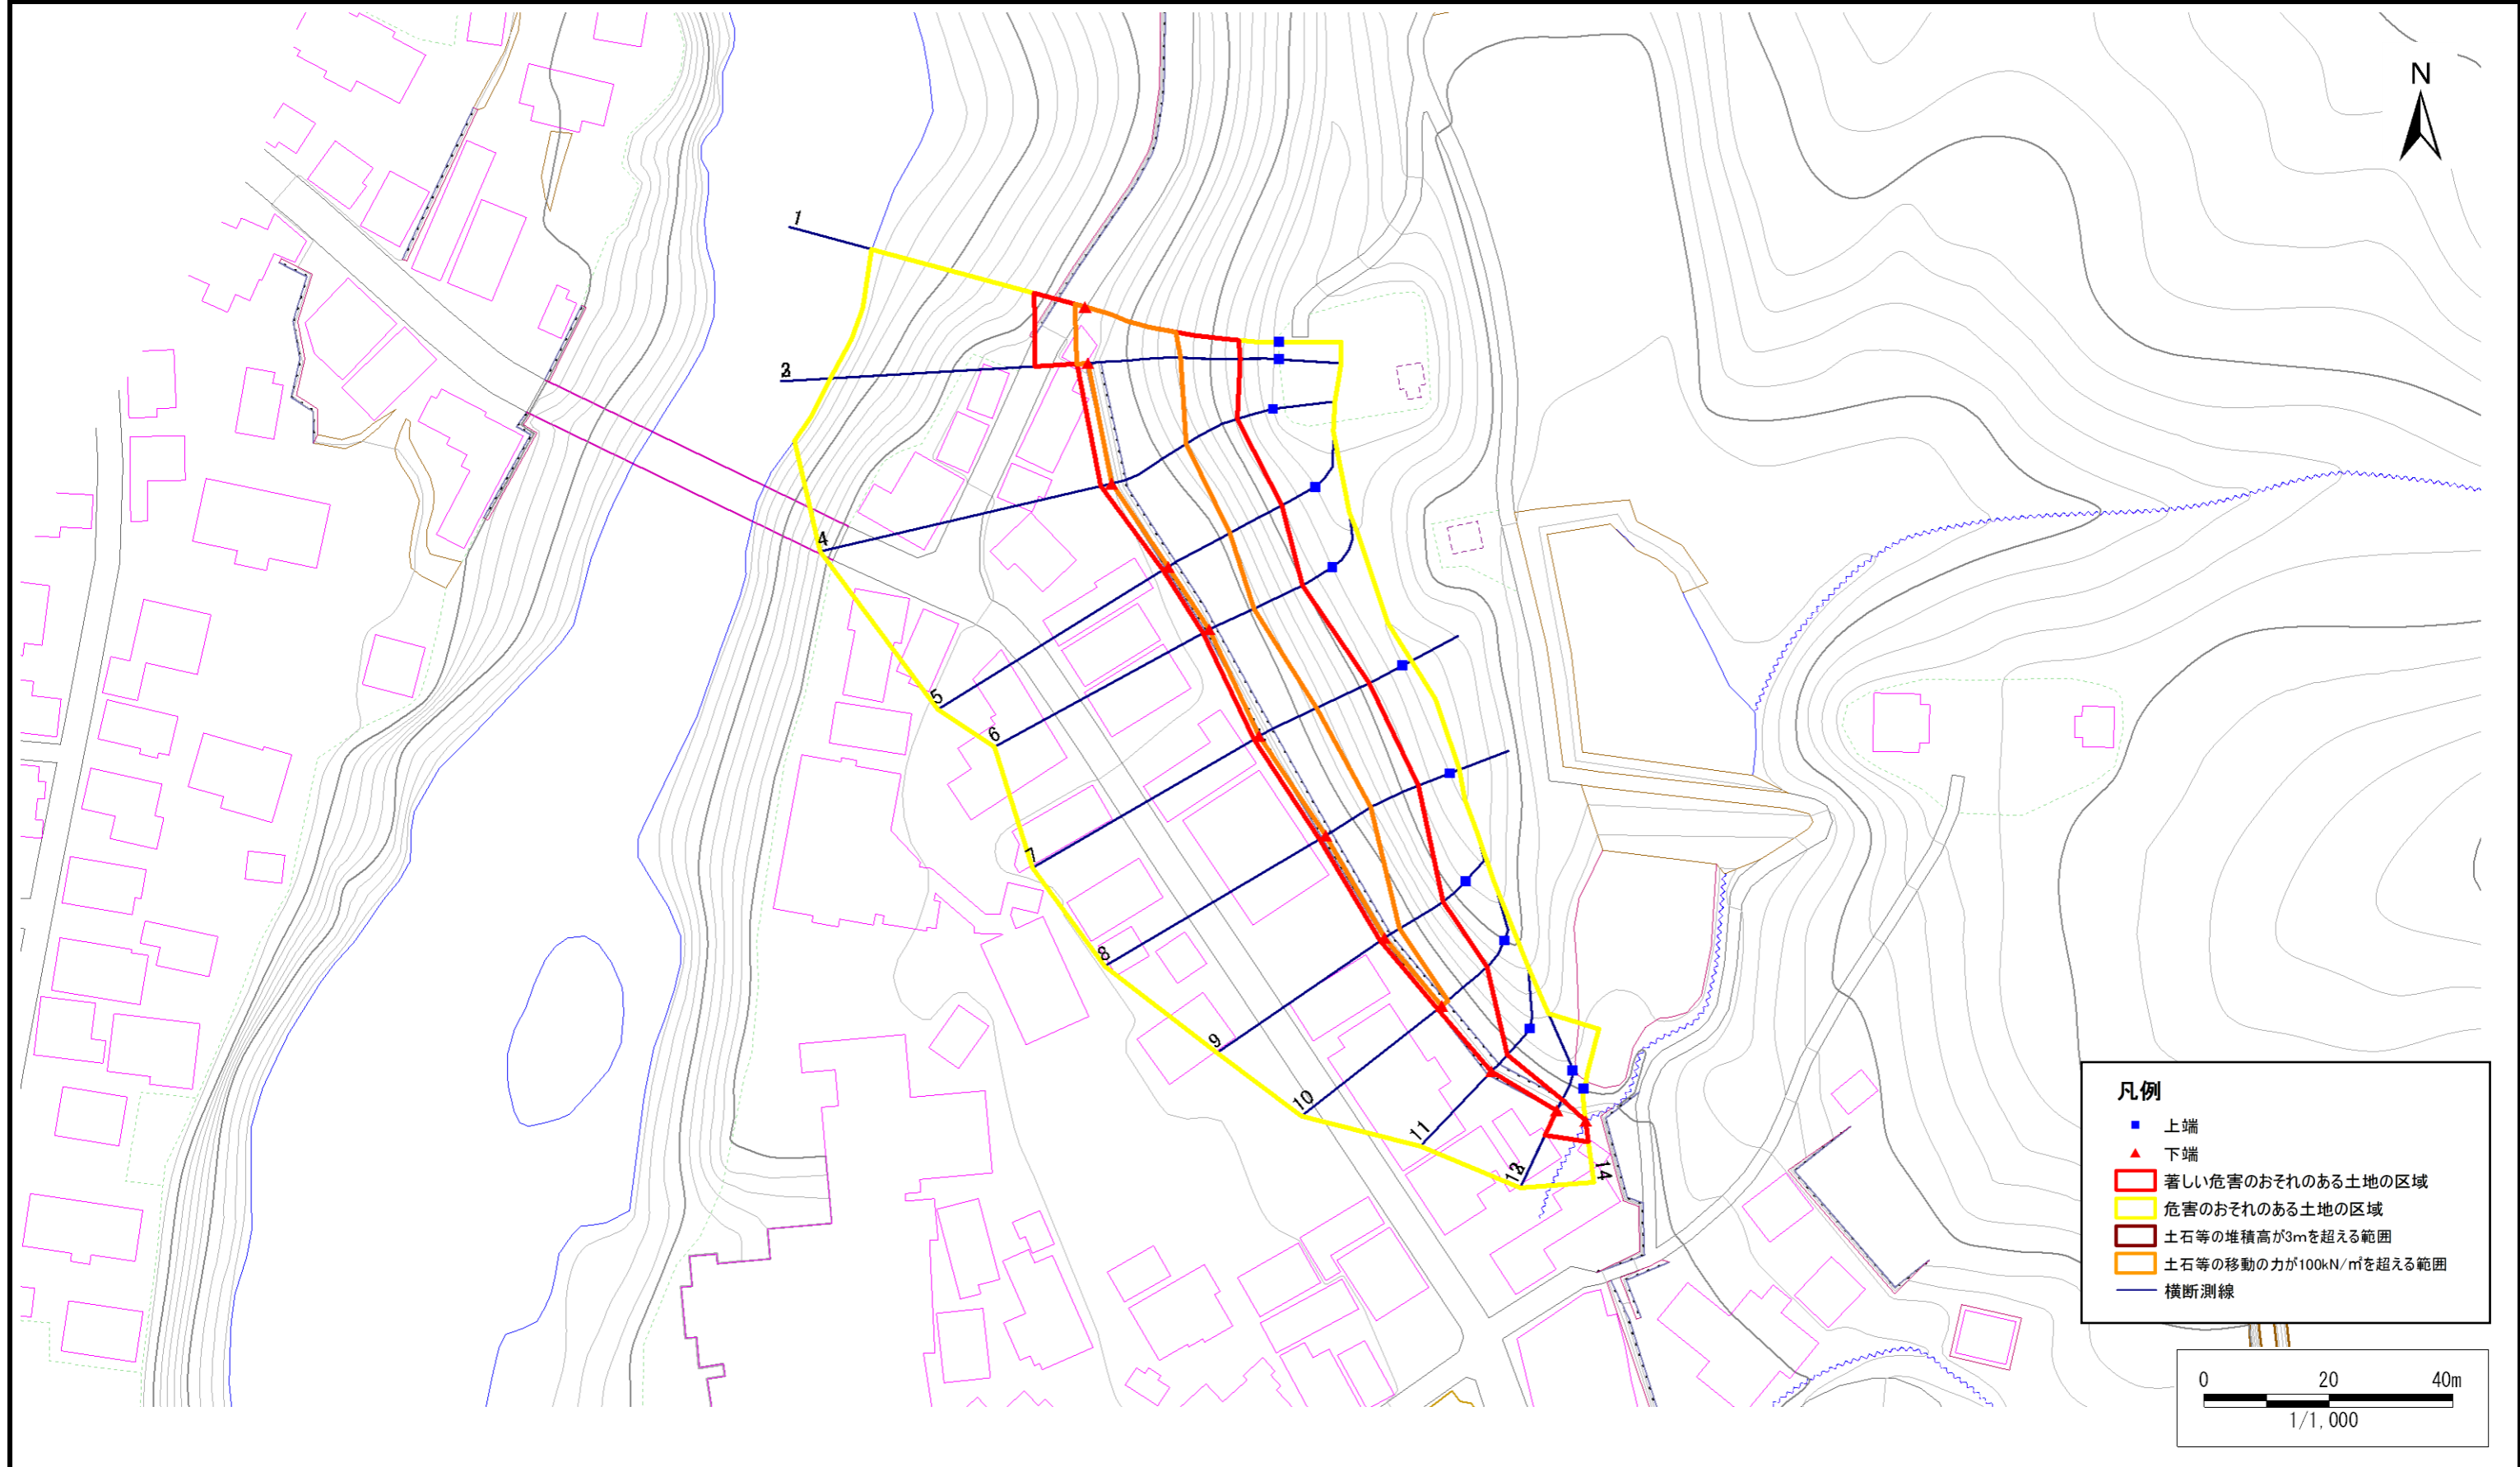 N
1
4
5
6
7
8
9
10
11
14
凡例
上端
下端
著しい危害のおそれのある土地の区域
危害のおそれのある土地の区域
土石等の堆積高が3mを超える範囲
土石等の移動の力が100kN/㎡を超える範囲
横断測線
0 20 40m
1/1,000